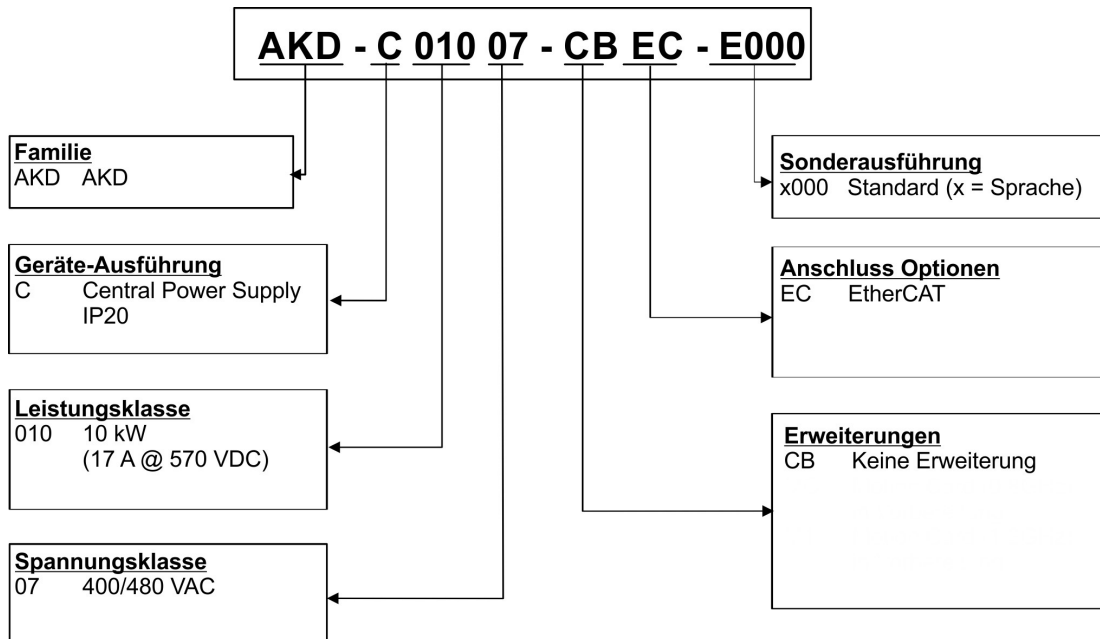 AKD - C 010 07 - CB EC - E000
Familie
AKD AKD
Geräte-Ausführung
C Central Power Supply
IP20
Leistungsklasse
010 10 kW
(17 A @ 570 VDC)
Spannungsklasse
07 400/480 VAC
Sonderausführung
x000 Standard (x = Sprache)
Anschluss Optionen
EC EtherCAT
Erweiterungen
CB Keine Erweiterung